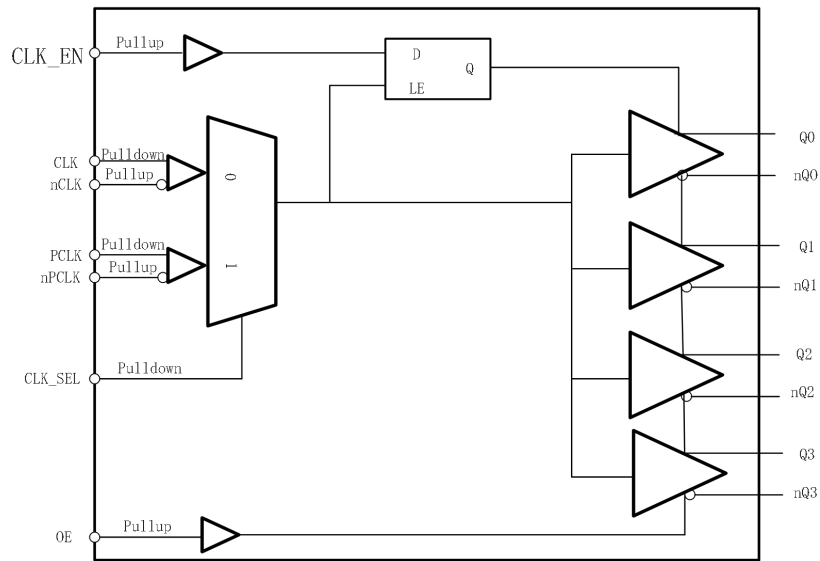 CLK_EN
Pullup
D
Q
LE
Q0
CLK
Pulldown
nCLK
Pullup
0
nQ0
PCLK
Pulldown
nPCLK
Pullup
1
Q1
nQ1
CLK_SEL
Pulldown
Q2
nQ2
Q3
nQ3
OE
Pullup